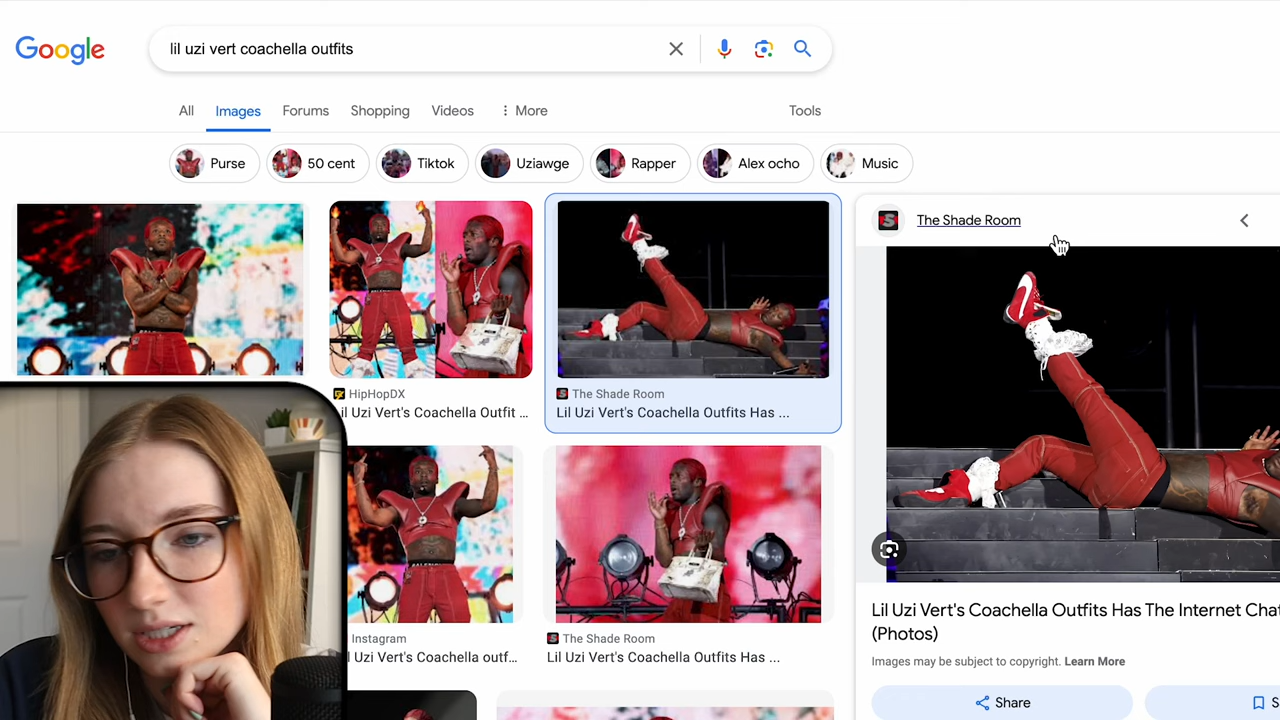 Google
lil uzi vert coachella outfits
All
Images
Forums
Shopping
Videos
More
Tools
Purse
50 cent
Tiktok
Uziawge
Rapper
Alex ocho
Music
The Shade Room
HipHopDX
il Uzi Vert's Coachella Outfit ...
The Shade Room
Lil Uzi Vert's Coachella Outfits Has ...
Instagram
l Uzi Vert's Coachella outf...
The Shade Room
Lil Uzi Vert's Coachella Outfits Has ...
Lil Uzi Vert's Coachella Outfits Has The Internet Chat
(Photos)
Images may be subject to copyright. Learn More
Share
S